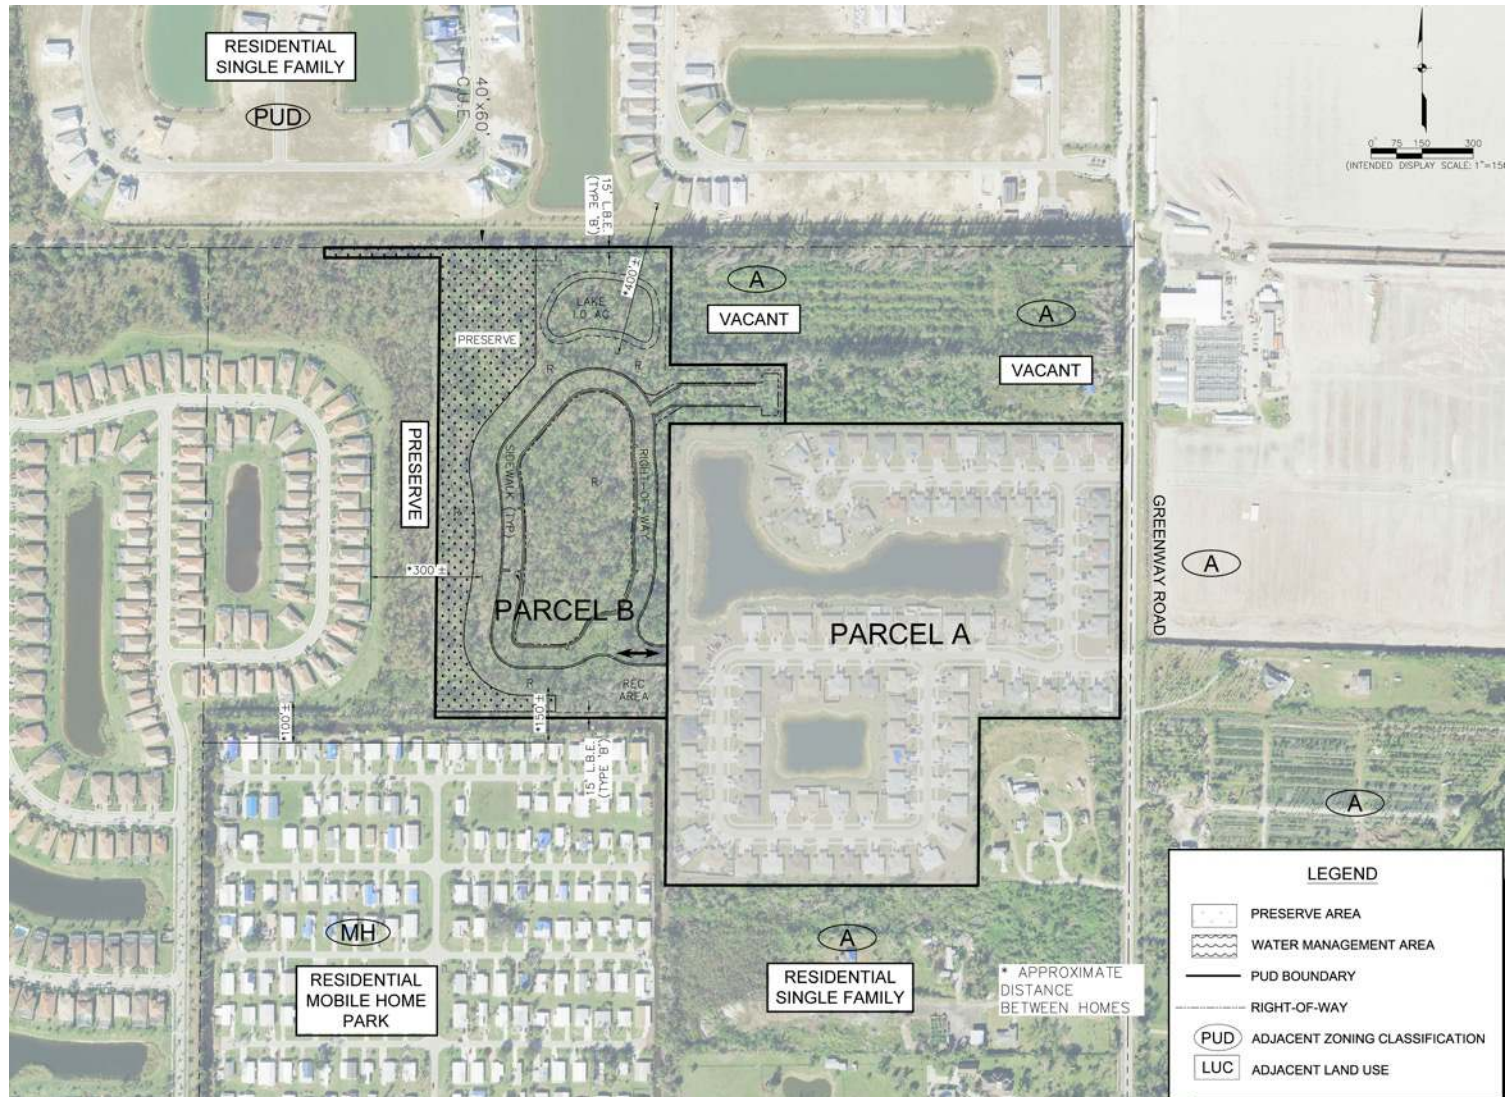 RESIDENTIAL
SINGLE FAMILY
PUD
40'x60'
C.U.E.
15' L.B.E.
(TYPE 'B')
*400'±
0' 75 150 300
(INTENDED DISPLAY SCALE: 1"=150
A
VACANT
A
VACANT
LAKE
1.0 AC.
PRESERVE
R
R
PRESERVE
SIDEWALK (TYP)
R
RIGHT-OF-WAY
*300'±
PARCEL B
PARCEL A
GREENWAY ROAD
A
R
REC
AREA
*100'±
*150'±
15' L.B.E.
(TYPE 'B')
A
MH
RESIDENTIAL
MOBILE HOME
PARK
A
RESIDENTIAL
SINGLE FAMILY
* APPROXIMATE
DISTANCE
BETWEEN HOMES
LEGEND
PRESERVE AREA
WATER MANAGEMENT AREA
PUD BOUNDARY
RIGHT-OF-WAY
PUD ADJACENT ZONING CLASSIFICATION
LUC ADJACENT LAND USE